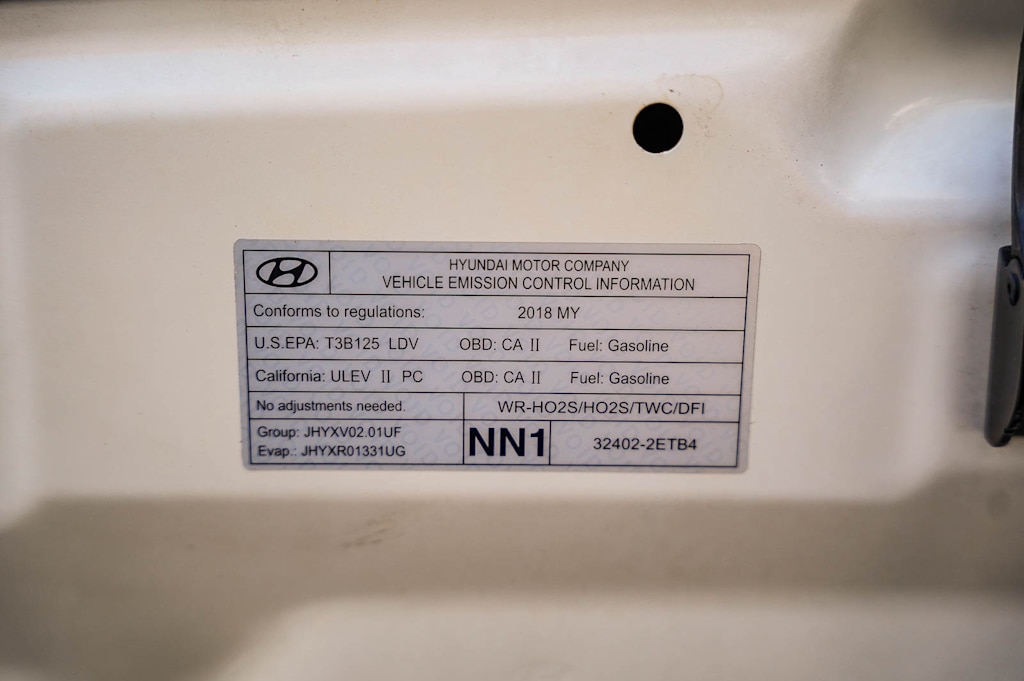 HYUNDAI MOTOR COMPANY
VEHICLE EMISSION CONTROL INFORMATION
Conforms to regulations: 2018 MY
U.S.EPA: T3B125 LDV OBD: CA II Fuel: Gasoline
California: ULEV II PC OBD: CA II Fuel: Gasoline
No adjustments needed. WR-HO2S/HO2S/TWC/DFI
Group: JHYXV02.01UF
Evap.: JHYXR01331UG
NN1
32402-2ETB4